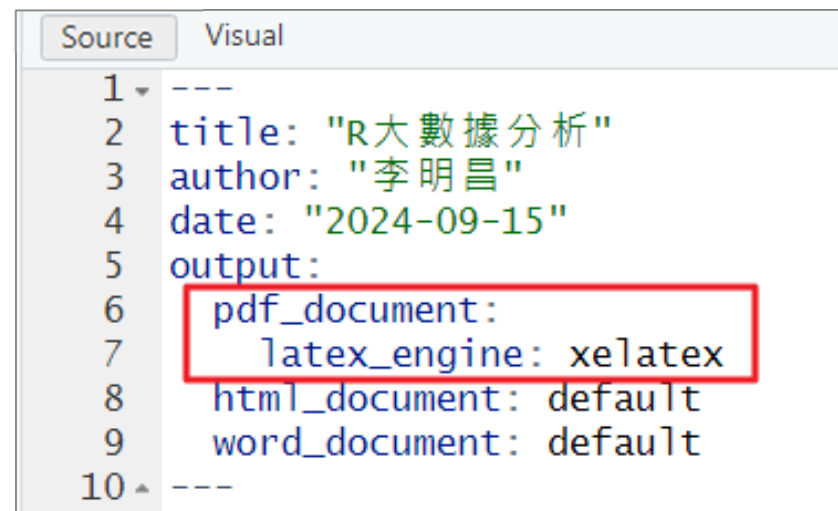 Source Visual
1 ---
2 title: "R大數據分析"
3 author: "李明昌"
4 date: "2024-09-15"
5 output:
6   pdf_document:
7     latex_engine: xelatex
8   html_document: default
9   word_document: default
10 ---